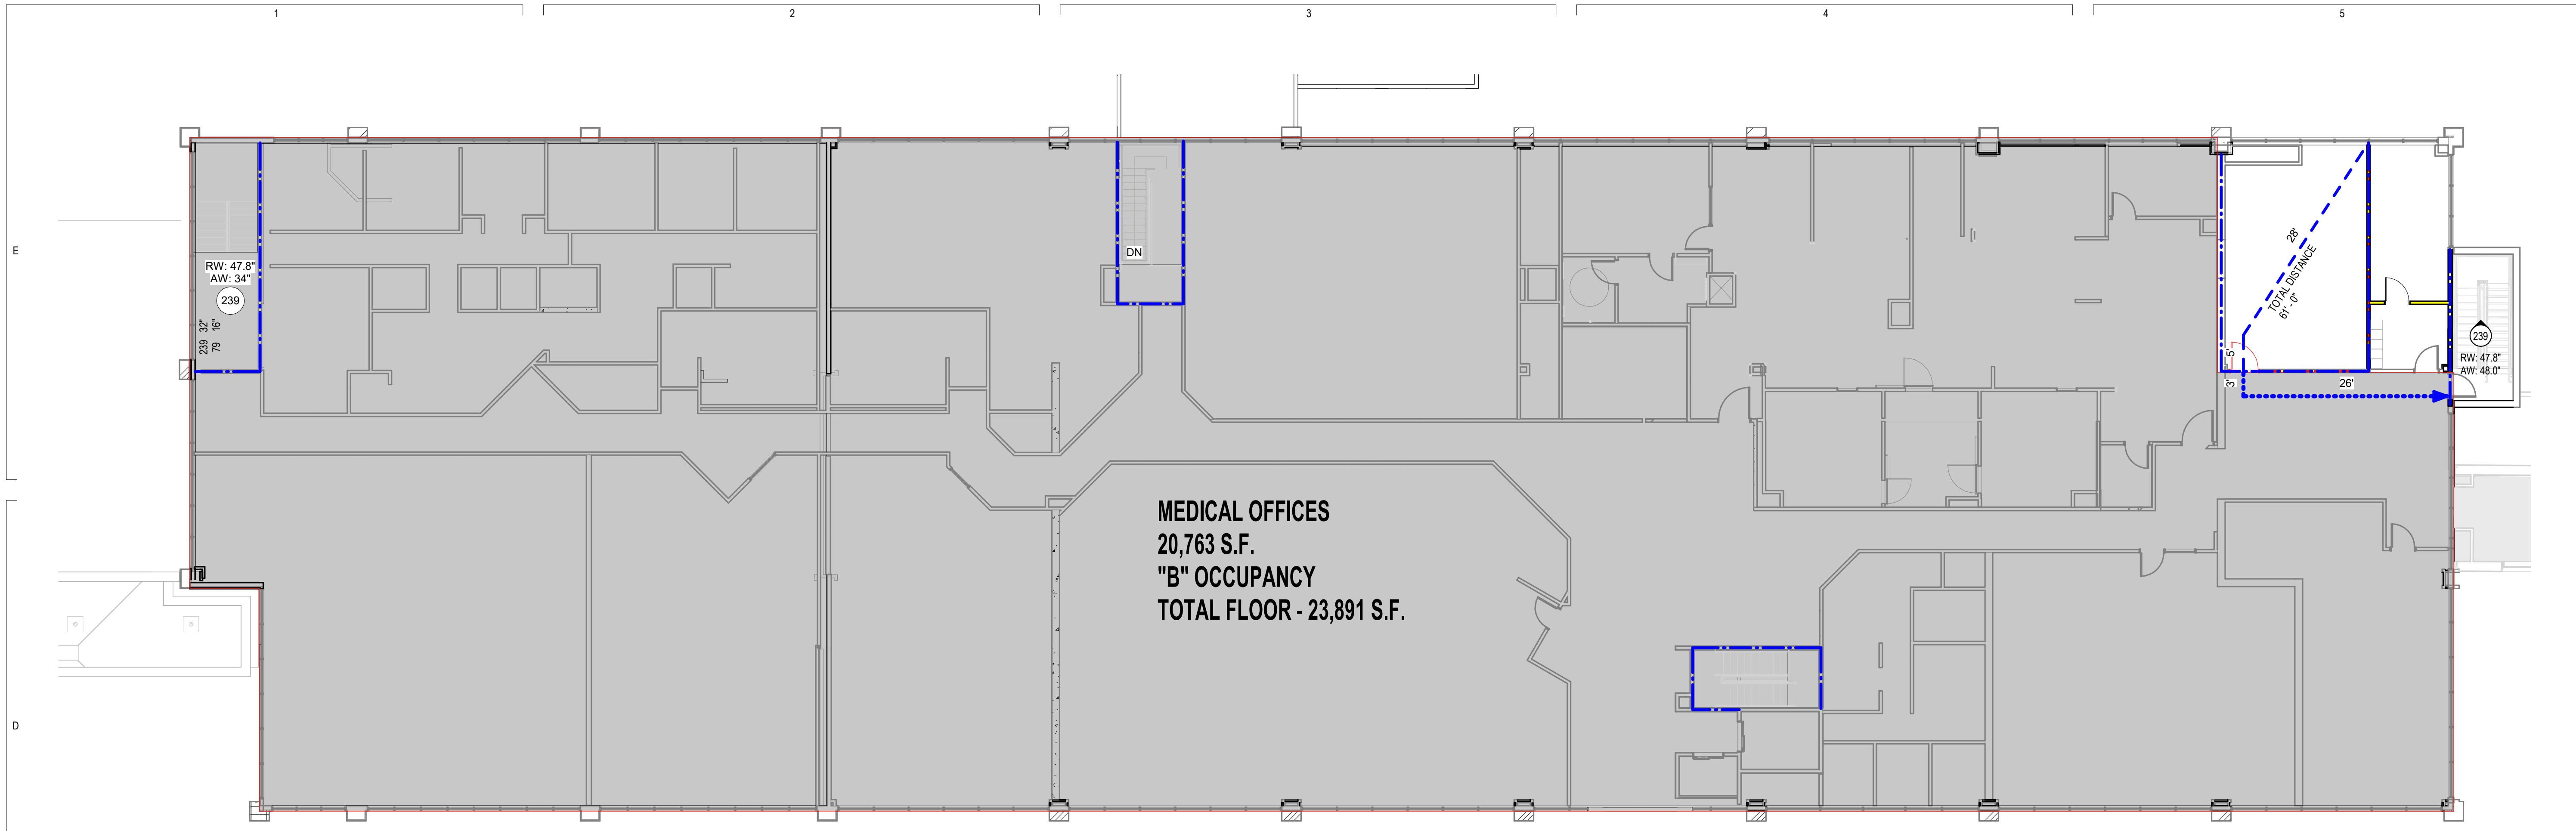 1
2
3
4
5
E
D
RW: 47.8"
AW: 34"
239
239 32"
79 16"
DN
28'
TOTAL DISTANCE
61' - 0"
5'
3'
26'
239
RW: 47.8"
AW: 48.0"
MEDICAL OFFICES
20,763 S.F.
"B" OCCUPANCY
TOTAL FLOOR - 23,891 S.F.